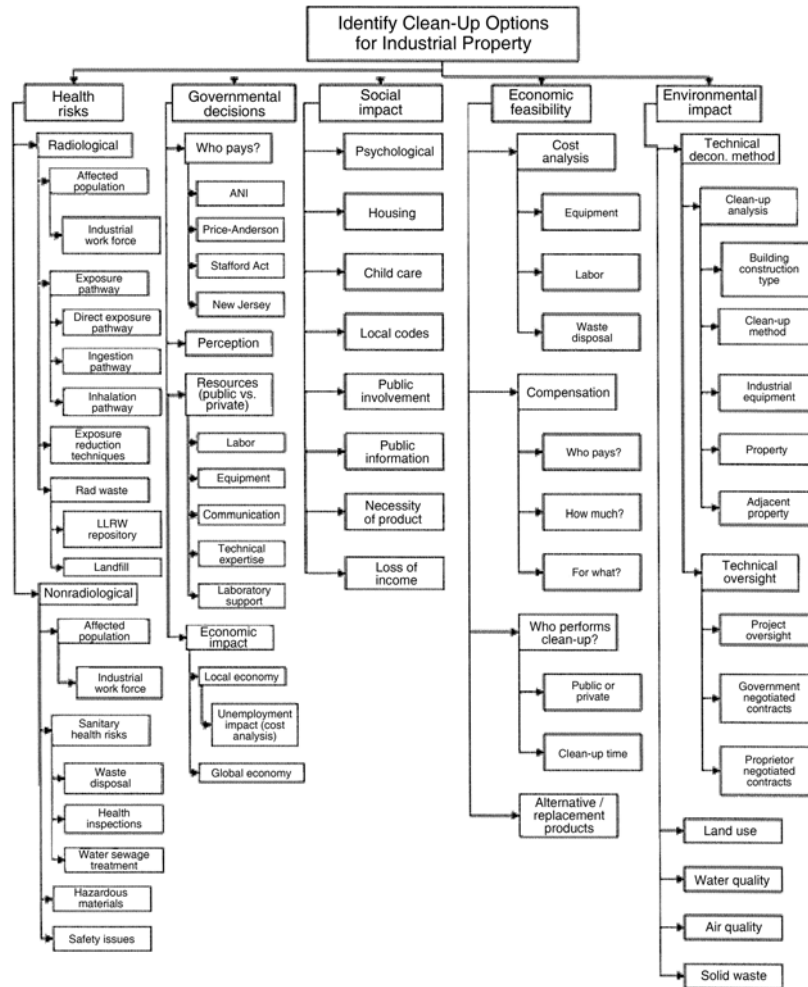 Identify Clean-Up Options
for Industrial Property
Health
risks
Radiological
Affected
population
Industrial
work force
Exposure
pathway
Direct exposure
pathway
Ingestion
pathway
Inhalation
pathway
Exposure
reduction
techniques
Rad waste
LLRW
repository
Landfill
Nonradiological
Affected
population
Industrial
work force
Sanitary
health risks
Waste
disposal
Health
inspections
Water sewage
treatment
Hazardous
materials
Safety issues
Governmental
decisions
Who pays?
ANI
Price-Anderson
Stafford Act
New Jersey
Perception
Resources
(public vs.
private)
Labor
Equipment
Communication
Technical
expertise
Laboratory
support
Economic
impact
Local economy
Unemployment
impact (cost
analysis)
Global economy
Social
impact
Psychological
Housing
Child care
Local codes
Public
involvement
Public
information
Necessity
of product
Loss of
income
Economic
feasibility
Cost
analysis
Equipment
Labor
Waste
disposal
Compensation
Who pays?
How much?
For what?
Who performs
clean-up?
Public or
private
Clean-up time
Alternative /
replacement
products
Environmental
impact
Technical
decon. method
Clean-up
analysis
Building
construction
type
Clean-up
method
Industrial
equipment
Property
Adjacent
property
Technical
oversight
Project
oversight
Government
negotiated
contracts
Proprietor
negotiated
contracts
Land use
Water quality
Air quality
Solid waste